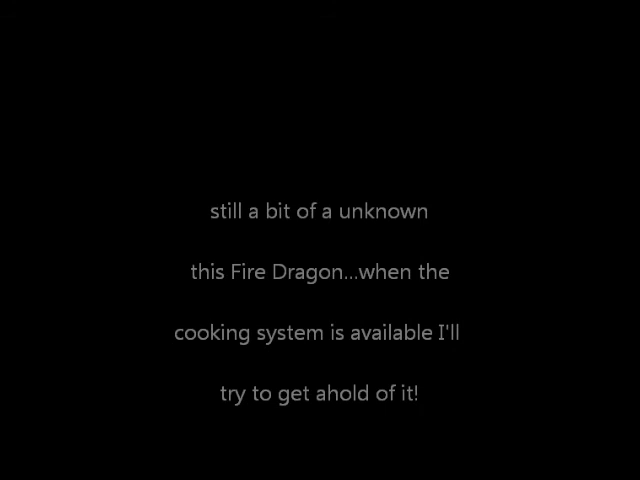 still a bit of a unknown
this Fire Dragon...when the
cooking system is available I'll
try to get ahold of it!